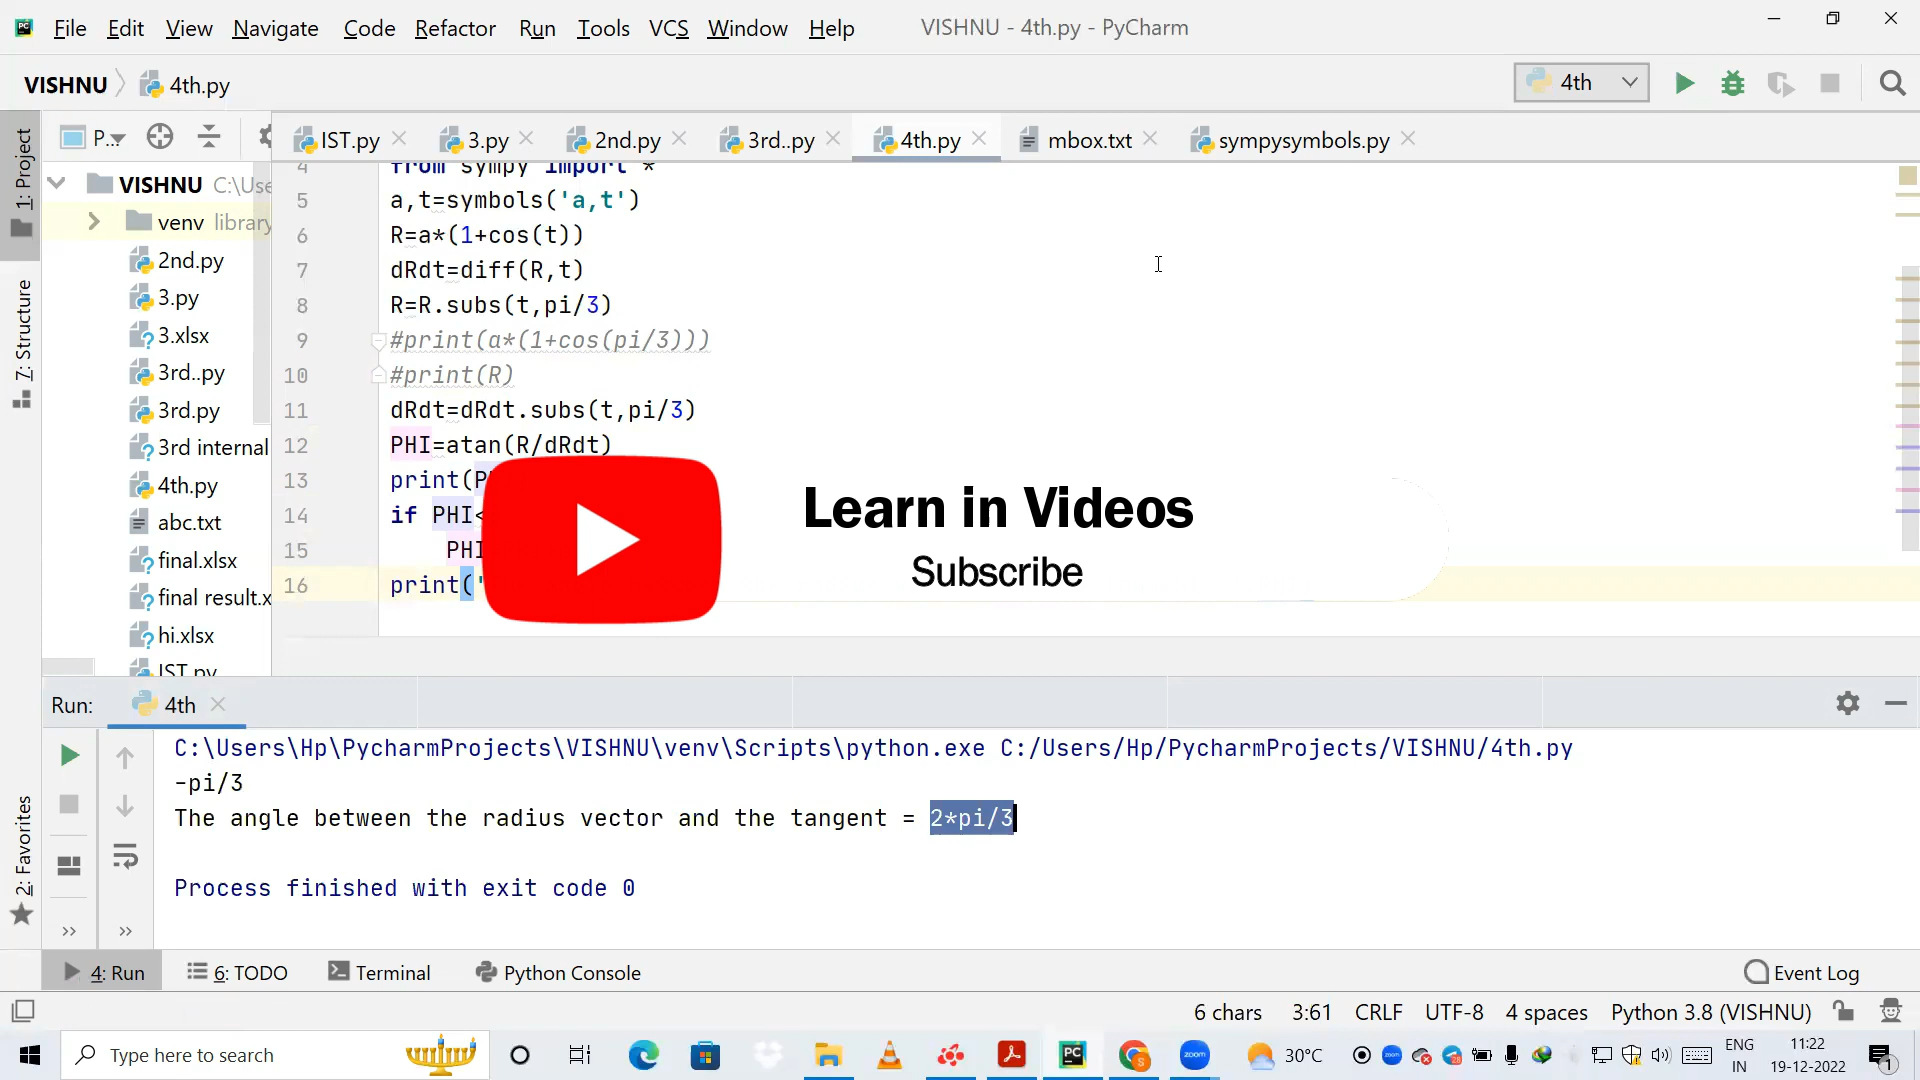 File Edit View Navigate Code Refactor Run Tools VCS Window Help VISHNU - 4th.py - PyCharm
VISHNU 4th.py 4th
P... IST.py 3.py 2nd.py 3rd..py 4th.py mbox.txt sympysymbols.py
1: Project
7: Structure
2: Favorites
VISHNU C:\Use
venv library
2nd.py
3.py
3.xlsx
3rd..py
3rd.py
3rd internal
4th.py
abc.txt
final.xlsx
final result.x
hi.xlsx
IST.py
4 from sympy import *
5 a,t=symbols('a,t')
6 R=a*(1+cos(t))
7 dRdt=diff(R,t)
8 R=R.subs(t,pi/3)
9 #print(a*(1+cos(pi/3)))
10 #print(R)
11 dRdt=dRdt.subs(t,pi/3)
12 PHI=atan(R/dRdt)
13 print(P
14 if PHI<
15 PHI
16 print('
Learn in Videos
Subscribe
Run: 4th
C:\Users\Hp\PycharmProjects\VISHNU\venv\Scripts\python.exe C:/Users/Hp/PycharmProjects/VISHNU/4th.py
-pi/3
The angle between the radius vector and the tangent = 2*pi/3
Process finished with exit code 0
4: Run 6: TODO Terminal Python Console Event Log
6 chars 3:61 CRLF UTF-8 4 spaces Python 3.8 (VISHNU)
Type here to search 30°C ENG 11:22
IN 19-12-2022